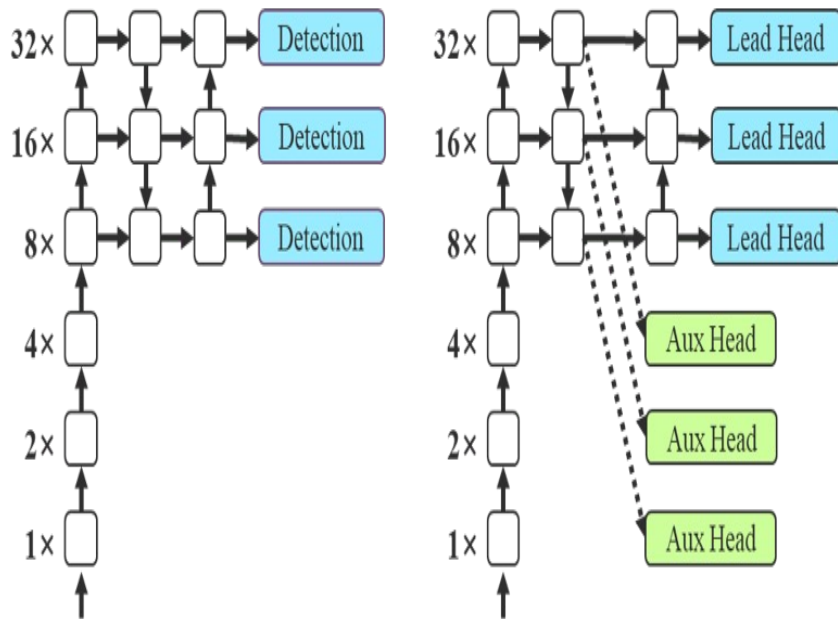 32×
Detection
16×
Detection
8×
Detection
4×
2×
1×
32×
Lead Head
16×
Lead Head
8×
Lead Head
4×
Aux Head
2×
Aux Head
1×
Aux Head